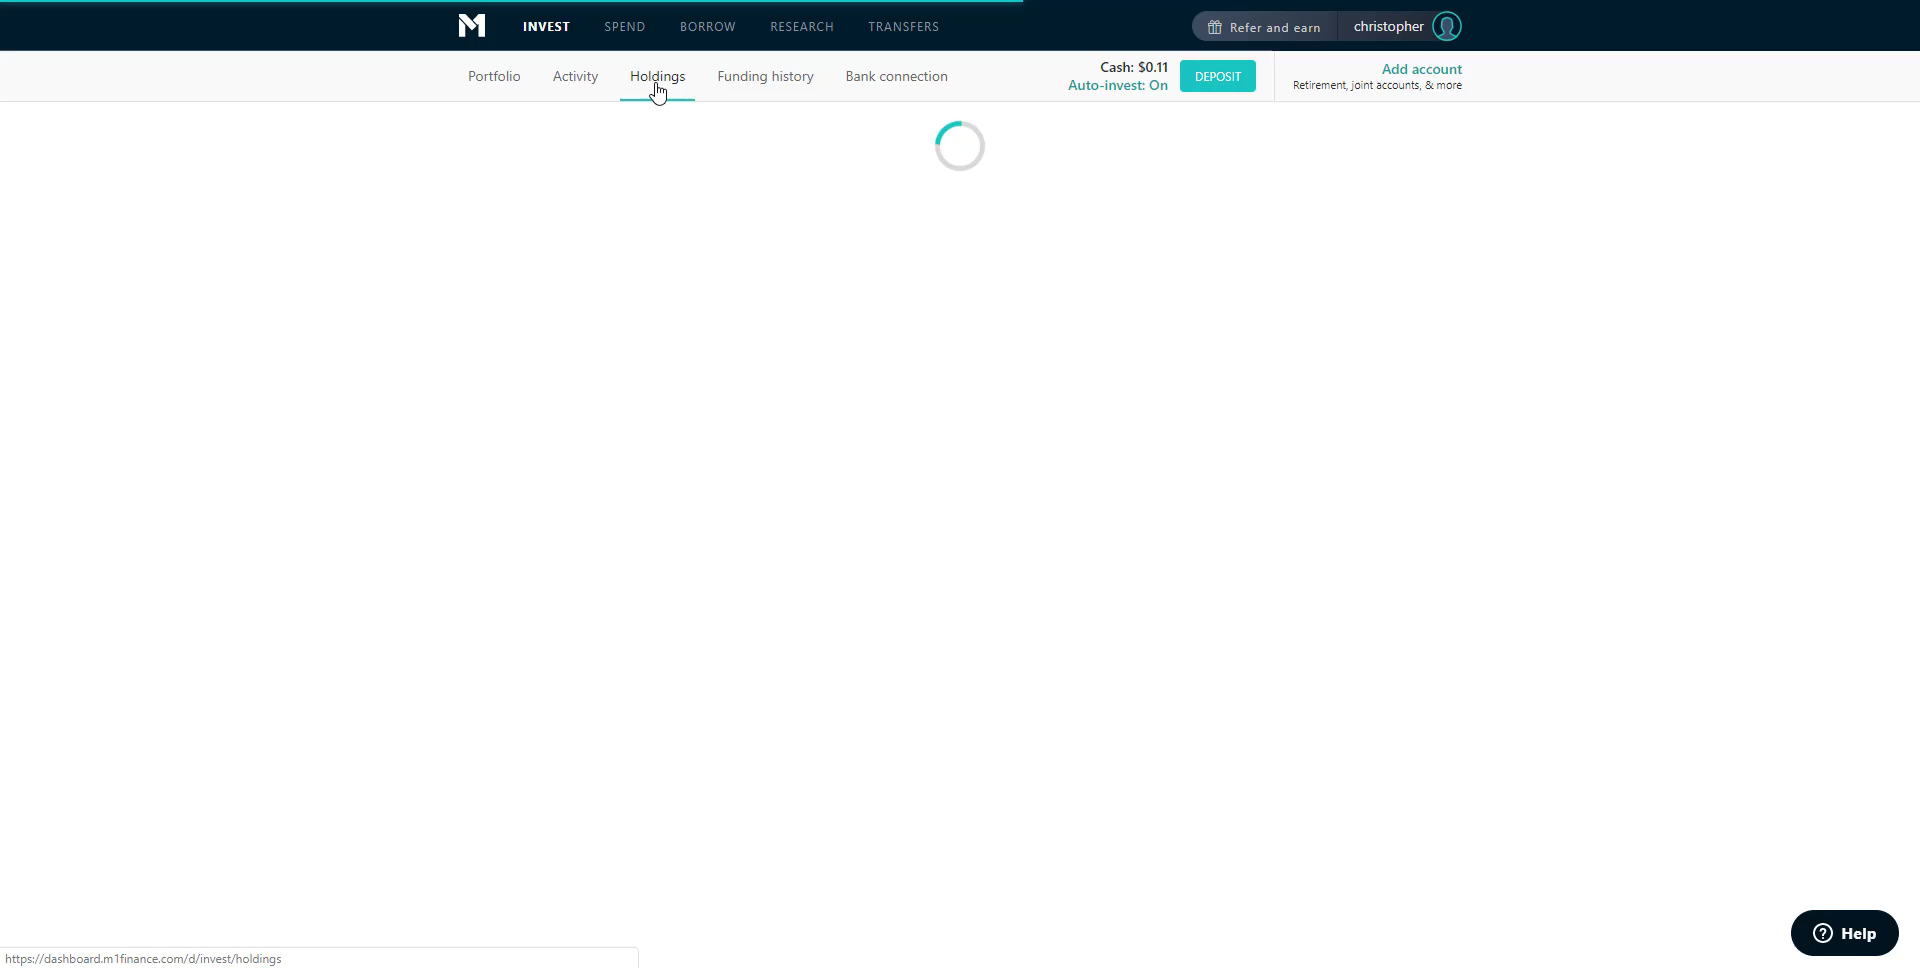 INVEST SPEND BORROW RESEARCH TRANSFERS Refer and earn christopher
Portfolio Activity Holdings Funding history Bank connection
Cash: $0.11
Auto-invest: On
DEPOSIT
Add account
Retirement, joint accounts, & more
Help
https://dashboard.m1finance.com/d/invest/holdings